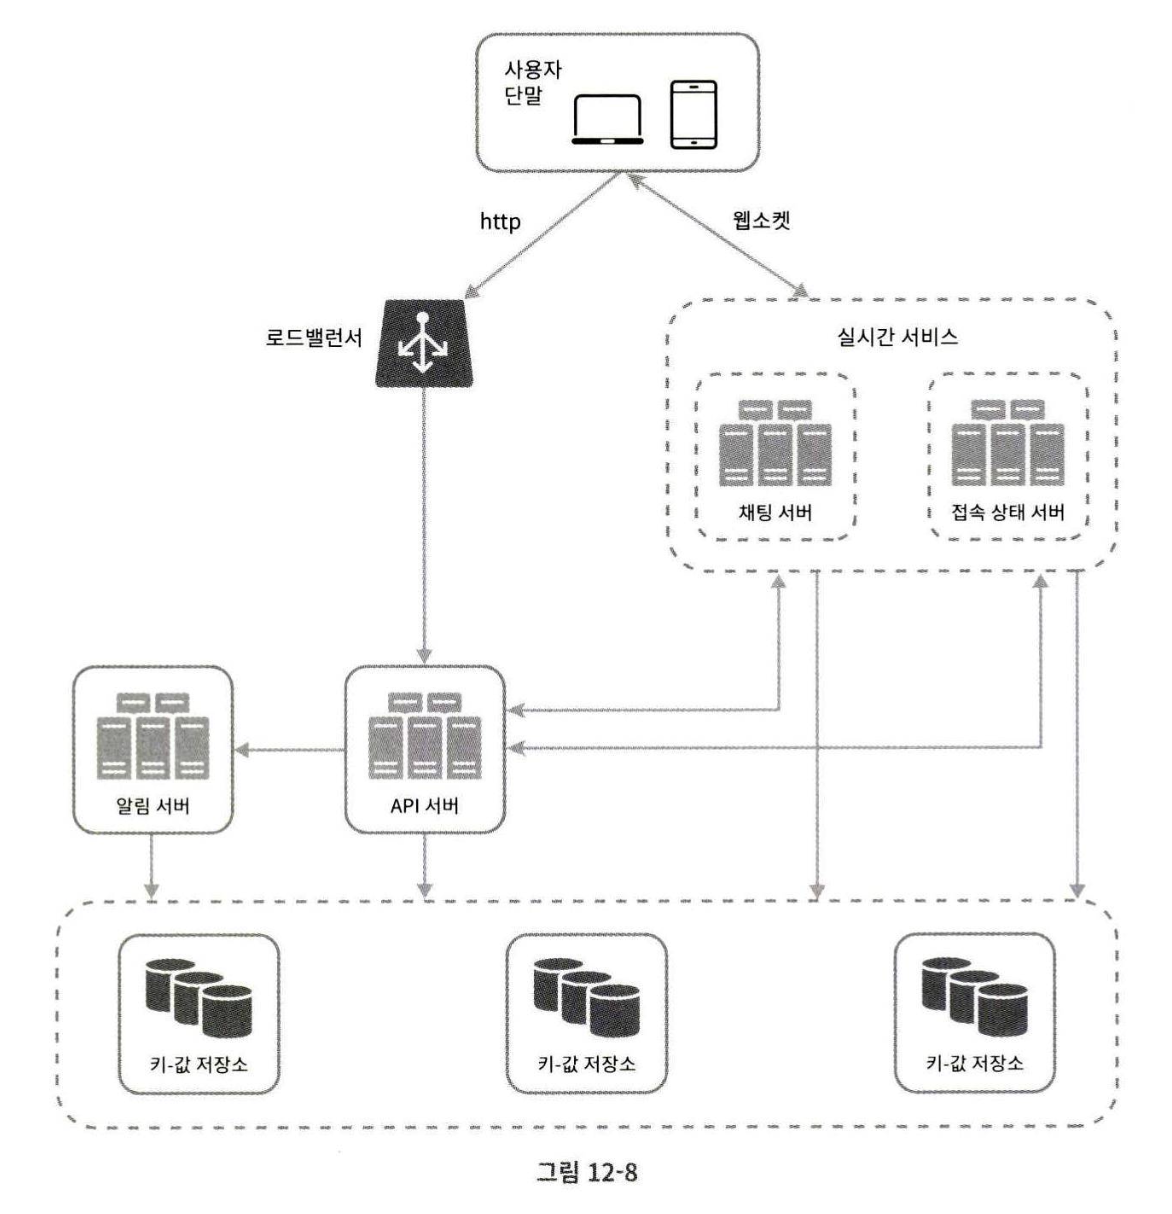 사용자
단말
http
웹소켓
로드밸런서
실시간 서비스
채팅 서버
접속 상태 서버
알림 서버
API 서버
키-값 저장소
키-값 저장소
키-값 저장소
그림 12-8